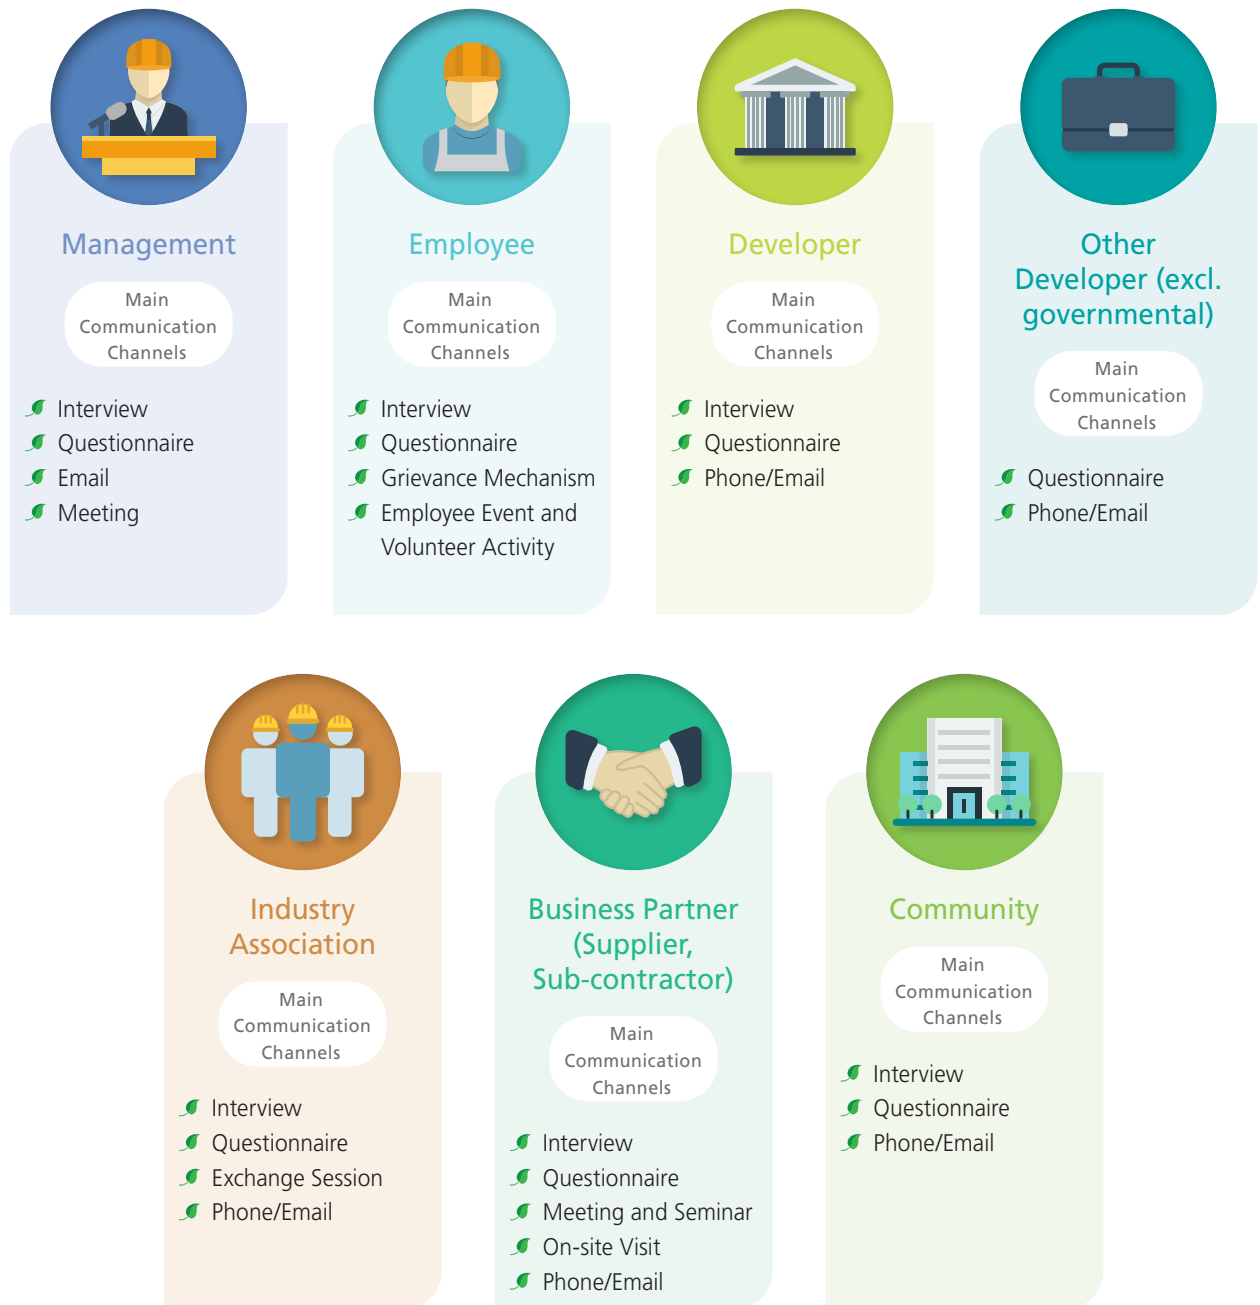 Management
Main
Communication
Channels
Interview
Questionnaire
Email
Meeting
Employee
Main
Communication
Channels
Interview
Questionnaire
Grievance Mechanism
Employee Event and
Volunteer Activity
Developer
Main
Communication
Channels
Interview
Questionnaire
Phone/Email
Other
Developer (excl.
governmental)
Main
Communication
Channels
Questionnaire
Phone/Email
Industry
Association
Main
Communication
Channels
Interview
Questionnaire
Exchange Session
Phone/Email
Business Partner
(Supplier,
Sub-contractor)
Main
Communication
Channels
Interview
Questionnaire
Meeting and Seminar
On-site Visit
Phone/Email
Community
Main
Communication
Channels
Interview
Questionnaire
Phone/Email